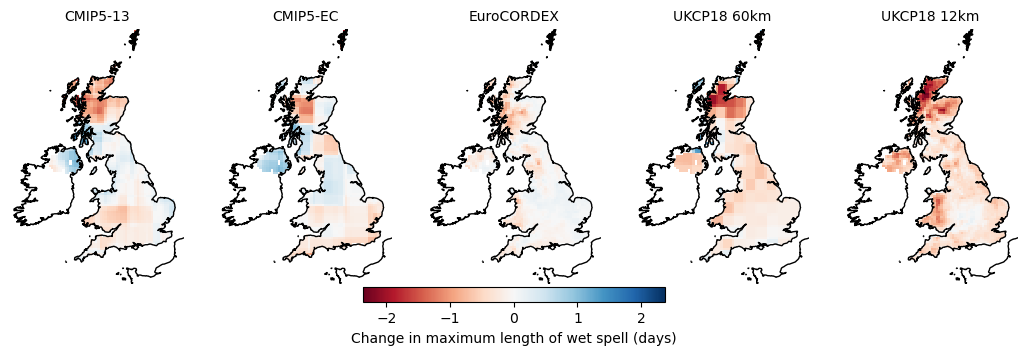 CMIP5-13 CMIP5-EC EuroCORDEX UKCP18 60km UKCP18 12km
−2 −1 0 1 2
Change in maximum length of wet spell (days)